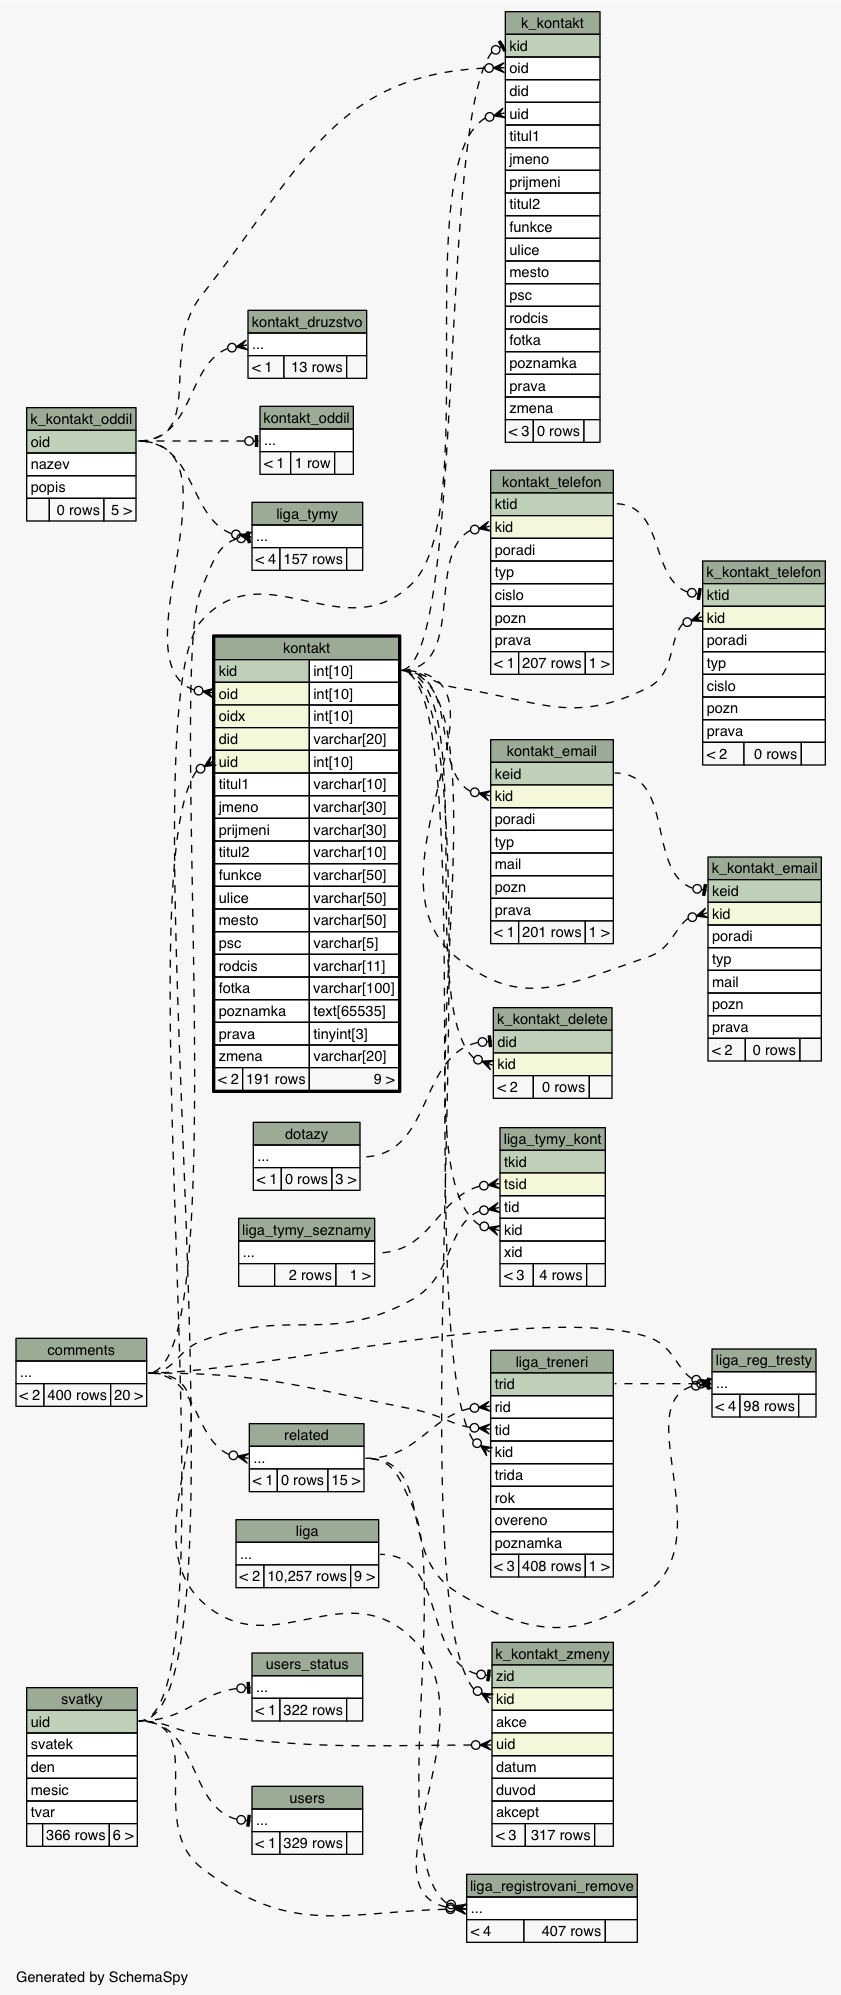 k_kontakt
kid
oid
did
uid
titul1
jmeno
prijmeni
titul2
funkce
ulice
mesto
psc
rodcis
fotka
poznamka
prava
zmena
< 3 0 rows
kontakt_druzstvo
...
< 1 13 rows
k_kontakt_oddil
oid
nazev
popis
0 rows 5 >
kontakt_oddil
...
< 1 1 row
liga_tymy
...
< 4 157 rows
kontakt_telefon
ktid
kid
poradi
typ
cislo
pozn
prava
< 1 207 rows 1 >
k_kontakt_telefon
ktid
kid
poradi
typ
cislo
pozn
prava
< 2 0 rows
kontakt
kid int[10]
oid int[10]
oidx int[10]
did varchar[20]
uid int[10]
titul1 varchar[10]
jmeno varchar[30]
prijmeni varchar[30]
titul2 varchar[10]
funkce varchar[50]
ulice varchar[50]
mesto varchar[50]
psc varchar[5]
rodcis varchar[11]
fotka varchar[100]
poznamka text[65535]
prava tinyint[3]
zmena varchar[20]
< 2 191 rows 9 >
kontakt_email
keid
kid
poradi
typ
mail
pozn
prava
< 1 201 rows 1 >
k_kontakt_email
keid
kid
poradi
typ
mail
pozn
prava
< 2 0 rows
k_kontakt_delete
did
kid
< 2 0 rows
dotazy
...
< 1 0 rows 3 >
liga_tymy_kont
tkid
tsid
tid
kid
xid
< 3 4 rows
liga_tymy_seznamy
...
2 rows 1 >
comments
...
< 2 400 rows 20 >
liga_treneri
trid
rid
tid
kid
trida
rok
overeno
poznamka
< 3 408 rows 1 >
liga_reg_tresty
...
< 4 98 rows
related
...
< 1 0 rows 15 >
liga
...
< 2 10,257 rows 9 >
k_kontakt_zmeny
zid
kid
akce
uid
datum
duvod
akcept
< 3 317 rows
users_status
...
< 1 322 rows
svatky
uid
svatek
den
mesic
tvar
366 rows 6 >
users
...
< 1 329 rows
liga_registrovani_remove
...
< 4 407 rows
Generated by SchemaSpy